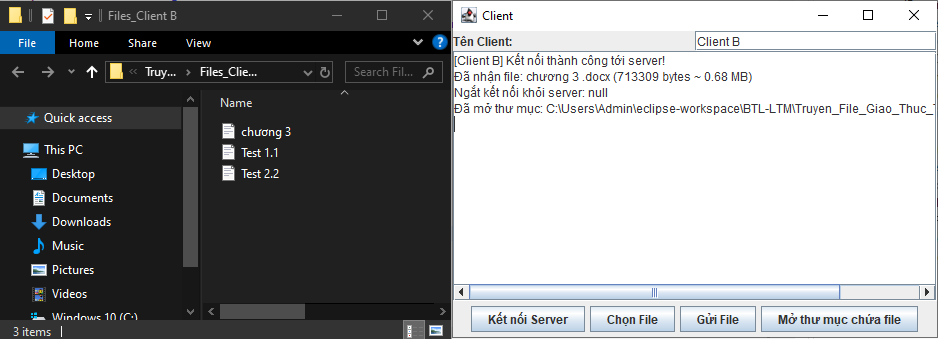 Files_Client B
File
Home
Share
View
Truy...
Files_Clie...
Search Files...
Name
Quick access
This PC
Desktop
Documents
Downloads
Music
Pictures
Videos
Windows 10 (C:)
chương 3
Test 1.1
Test 2.2
3 items
Client
Tên Client:
Client B
[Client B] Kết nối thành công tới server!
Đã nhận file: chương 3 .docx (713309 bytes ~ 0.68 MB)
Ngắt kết nối khỏi server: null
Đã mở thư mục: C:\Users\Admin\eclipse-workspace\BTL-LTM\Truyen_File_Giao_Thuc_
Kết nối Server
Chọn File
Gửi File
Mở thư mục chứa file